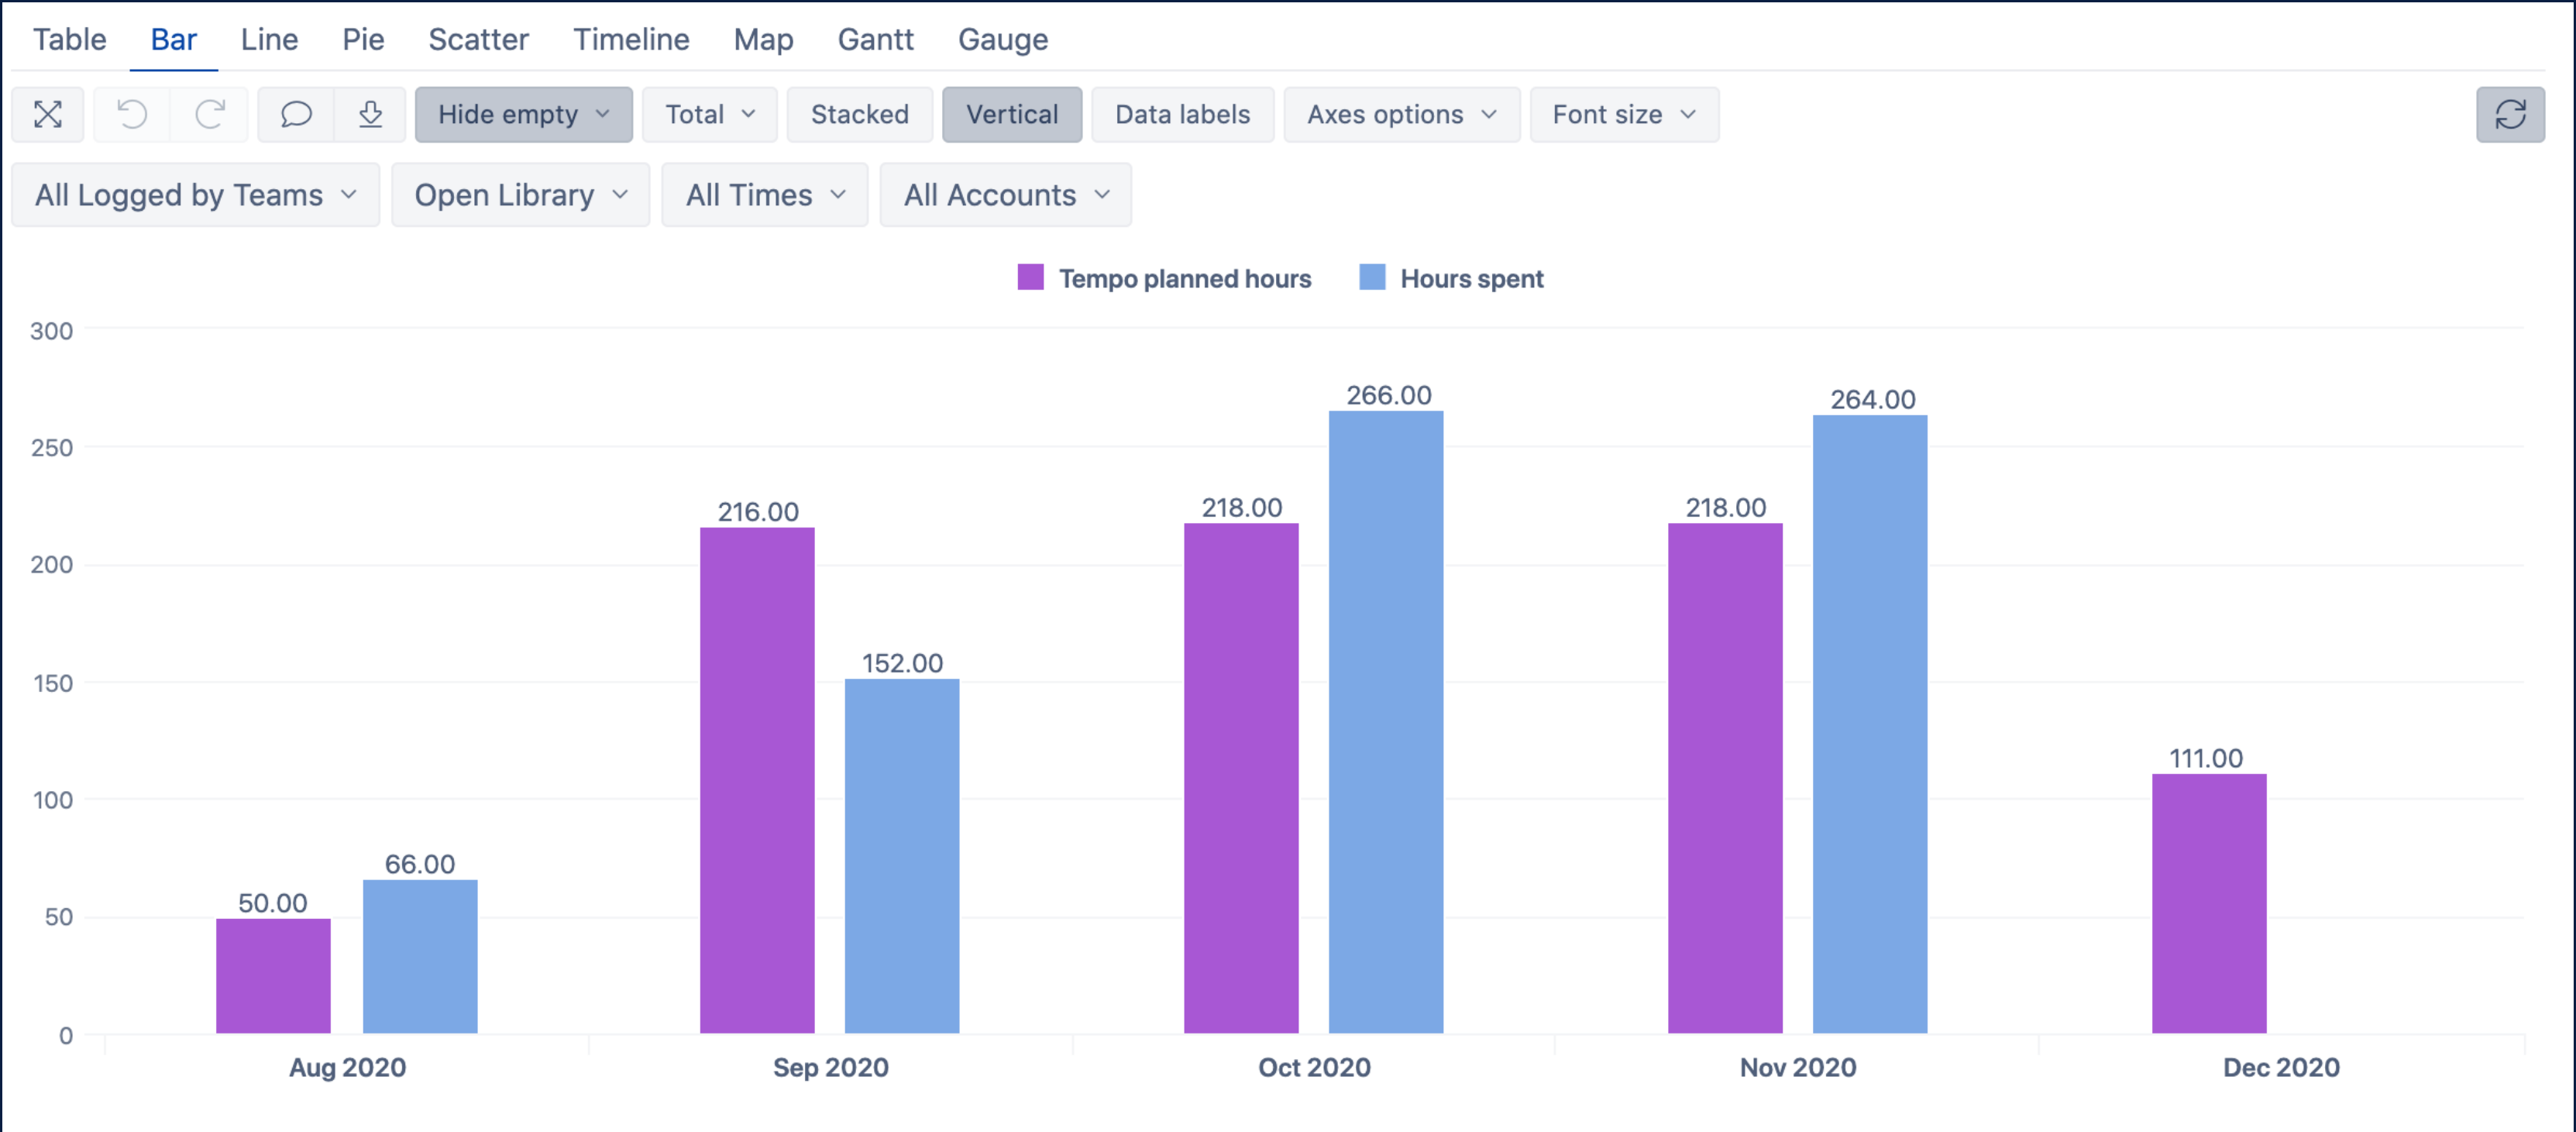 Table Bar Line Pie Scatter Timeline Map Gantt Gauge
Hide empty Total Stacked Vertical Data labels Axes options Font size
All Logged by Teams Open Library All Times All Accounts
Tempo planned hours Hours spent
300
266.00 264.00
250
216.00 218.00 218.00
200
152.00
150
111.00
100
66.00
50.00
50
0
Aug 2020 Sep 2020 Oct 2020 Nov 2020 Dec 2020